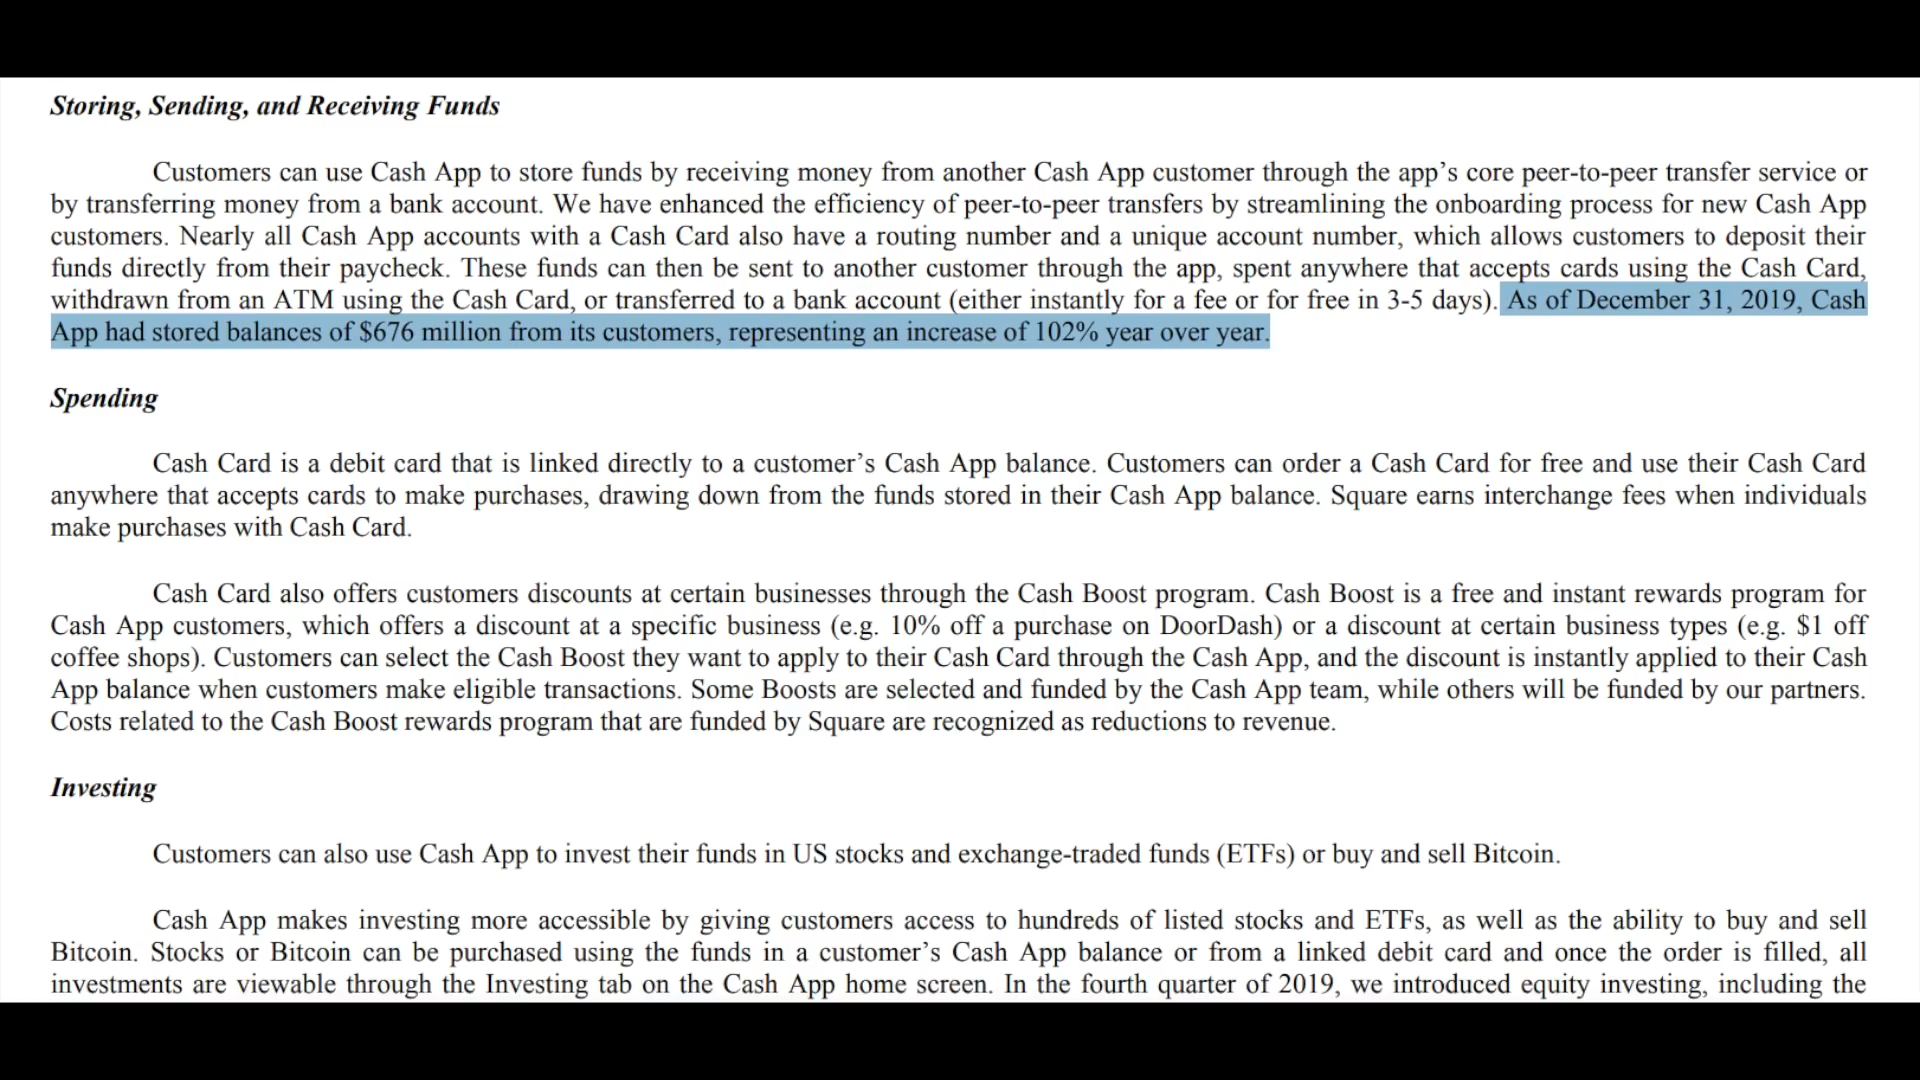 Storing, Sending, and Receiving Funds
Customers can use Cash App to store funds by receiving money from another Cash App customer through the app’s core peer-to-peer transfer service or
by transferring money from a bank account. We have enhanced the efficiency of peer-to-peer transfers by streamlining the onboarding process for new Cash App
customers. Nearly all Cash App accounts with a Cash Card also have a routing number and a unique account number, which allows customers to deposit their
funds directly from their paycheck. These funds can then be sent to another customer through the app, spent anywhere that accepts cards using the Cash Card,
withdrawn from an ATM using the Cash Card, or transferred to a bank account (either instantly for a fee or for free in 3-5 days). As of December 31, 2019, Cash
App had stored balances of $676 million from its customers, representing an increase of 102% year over year.
Spending
Cash Card is a debit card that is linked directly to a customer’s Cash App balance. Customers can order a Cash Card for free and use their Cash Card
anywhere that accepts cards to make purchases, drawing down from the funds stored in their Cash App balance. Square earns interchange fees when individuals
make purchases with Cash Card.
Cash Card also offers customers discounts at certain businesses through the Cash Boost program. Cash Boost is a free and instant rewards program for
Cash App customers, which offers a discount at a specific business (e.g. 10% off a purchase on DoorDash) or a discount at certain business types (e.g. $1 off
coffee shops). Customers can select the Cash Boost they want to apply to their Cash Card through the Cash App, and the discount is instantly applied to their Cash
App balance when customers make eligible transactions. Some Boosts are selected and funded by the Cash App team, while others will be funded by our partners.
Costs related to the Cash Boost rewards program that are funded by Square are recognized as reductions to revenue.
Investing
Customers can also use Cash App to invest their funds in US stocks and exchange-traded funds (ETFs) or buy and sell Bitcoin.
Cash App makes investing more accessible by giving customers access to hundreds of listed stocks and ETFs, as well as the ability to buy and sell
Bitcoin. Stocks or Bitcoin can be purchased using the funds in a customer’s Cash App balance or from a linked debit card and once the order is filled, all
investments are viewable through the Investing tab on the Cash App home screen. In the fourth quarter of 2019, we introduced equity investing, including the